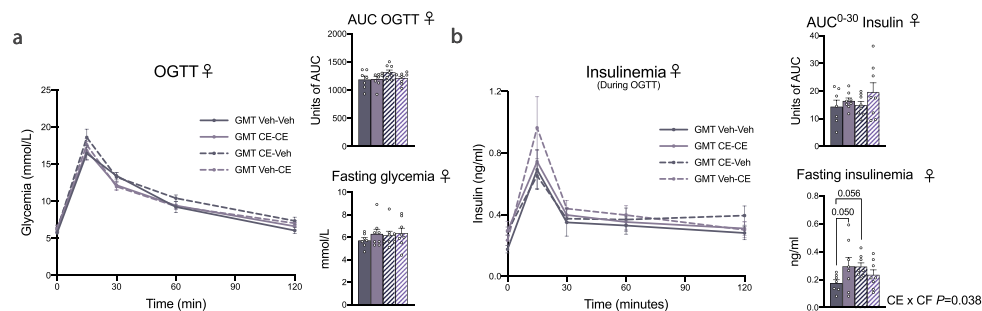 a
OGTT ♀
Glycemia (mmol/L)
25
20
15
10
5
0
0 30 60 90 120
Time (min)
GMT Veh-Veh
GMT CE-CE
GMT CE-Veh
GMT Veh-CE
AUC OGTT ♀
Units of AUC
2000
1500
1000
500
0
Fasting glycemia ♀
mmol/L
10
8
6
4
2
0
b
Insulinemia ♀
(During OGTT)
Insulin (ng/ml)
1.2
0.8
0.4
0.0
0 30 60 90 120
Time (minutes)
GMT Veh-Veh
GMT CE-CE
GMT CE-Veh
GMT Veh-CE
AUC0-30 Insulin ♀
Units of AUC
40
30
20
10
0
Fasting insulinemia ♀
ng/ml
0.8
0.6
0.4
0.2
0.0
0.056
0.050
CE x CF P=0.038